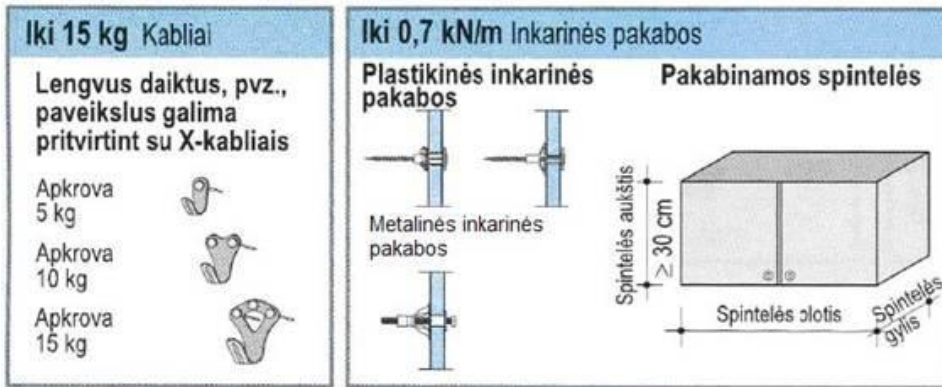 Iki 15 kg Kabliai
Lengvus daiktus, pvz.,
paveikslus galima
pritvirtint su X-kabliais
Apkrova
5 kg
Apkrova
10 kg
Apkrova
15 kg
Iki 0,7 kN/m Inkarinės pakabos
Plastikinės inkarinės
pakabos
Metalinės inkarinės
pakabos
Pakabinamos spintelės
Spintelės aukštis
≥ 30 cm
Spintelės plotis
Spintelės
gylis